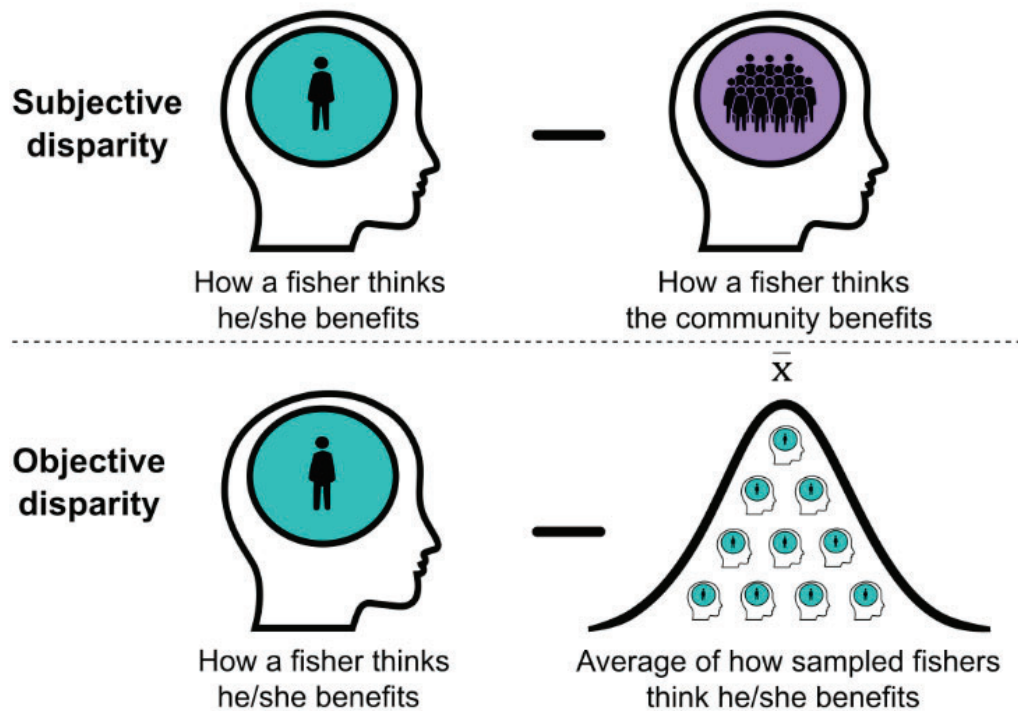 Subjective
disparity
How a fisher thinks
he/she benefits
How a fisher thinks
the community benefits
x̄
Objective
disparity
How a fisher thinks
he/she benefits
Average of how sampled fishers
think he/she benefits